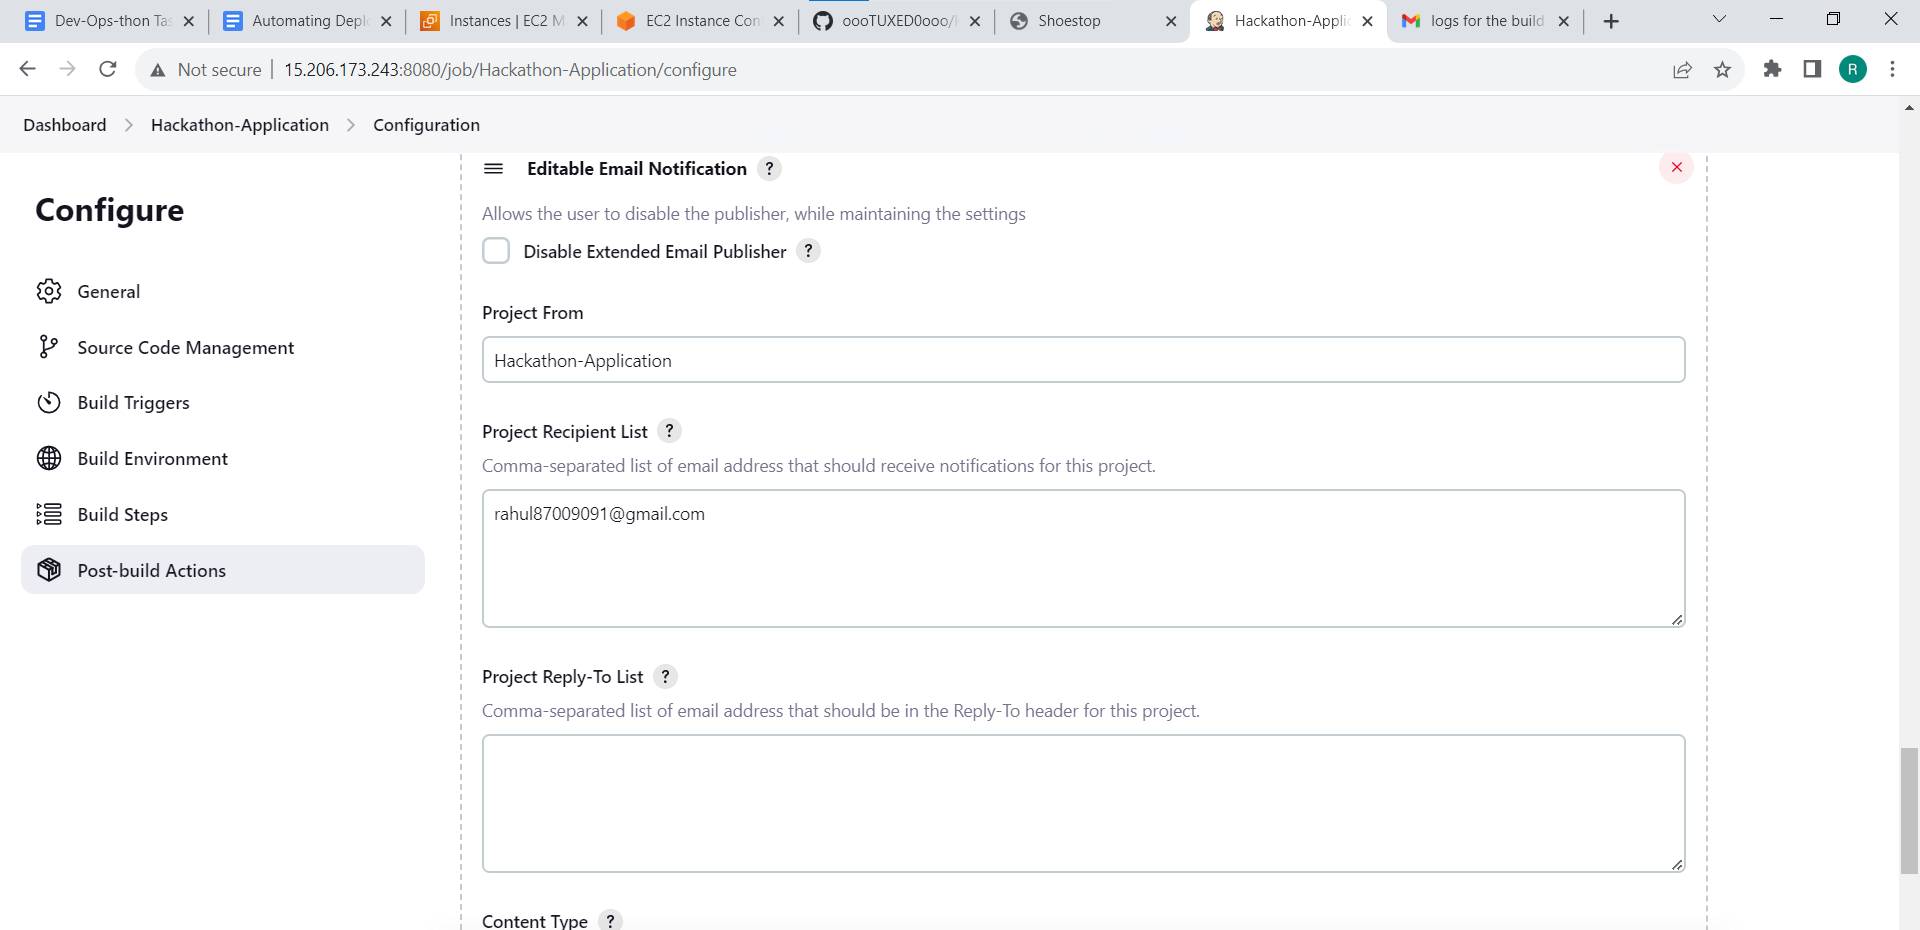 Dev-Ops-thon Tas
Automating Deplo
Instances | EC2 M
EC2 Instance Con
oooTUXED0ooo/
Shoestop
Hackathon-Applic
logs for the build
Not secure
15.206.173.243:8080/job/Hackathon-Application/configure
R
Dashboard
Hackathon-Application
Configuration
Configure
General
Source Code Management
Build Triggers
Build Environment
Build Steps
Post-build Actions
Editable Email Notification ?
Allows the user to disable the publisher, while maintaining the settings
Disable Extended Email Publisher ?
Project From
Hackathon-Application
Project Recipient List ?
Comma-separated list of email address that should receive notifications for this project.
rahul87009091@gmail.com
Project Reply-To List ?
Comma-separated list of email address that should be in the Reply-To header for this project.
Content Type ?